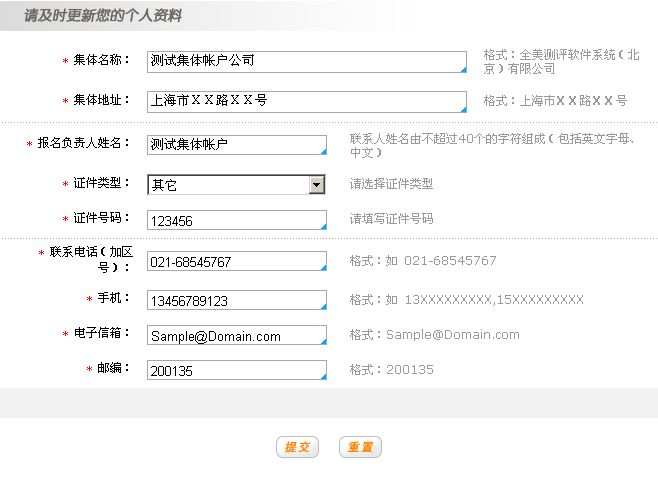 请及时更新您的个人资料
* 集体名称： 测试集体帐户公司 格式：全美测评软件系统（北
京）有限公司
* 集体地址： 上海市ＸＸ路ＸＸ号 格式：上海市ＸＸ路ＸＸ号
* 报名负责人姓名： 测试集体帐户 联系人姓名由不超过40个的字符组成（包括英文字母、
中文）
* 证件类型： 其它 请选择证件类型
* 证件号码： 123456 请填写证件号码
* 联系电话（加区
号）： 021-68545767 格式：如 021-68545767
* 手机： 13456789123 格式：如 13XXXXXXXXX,15XXXXXXXXX
* 电子信箱： Sample@Domain.com 格式：Sample@Domain.com
* 邮编： 200135 格式：200135
提交 重置